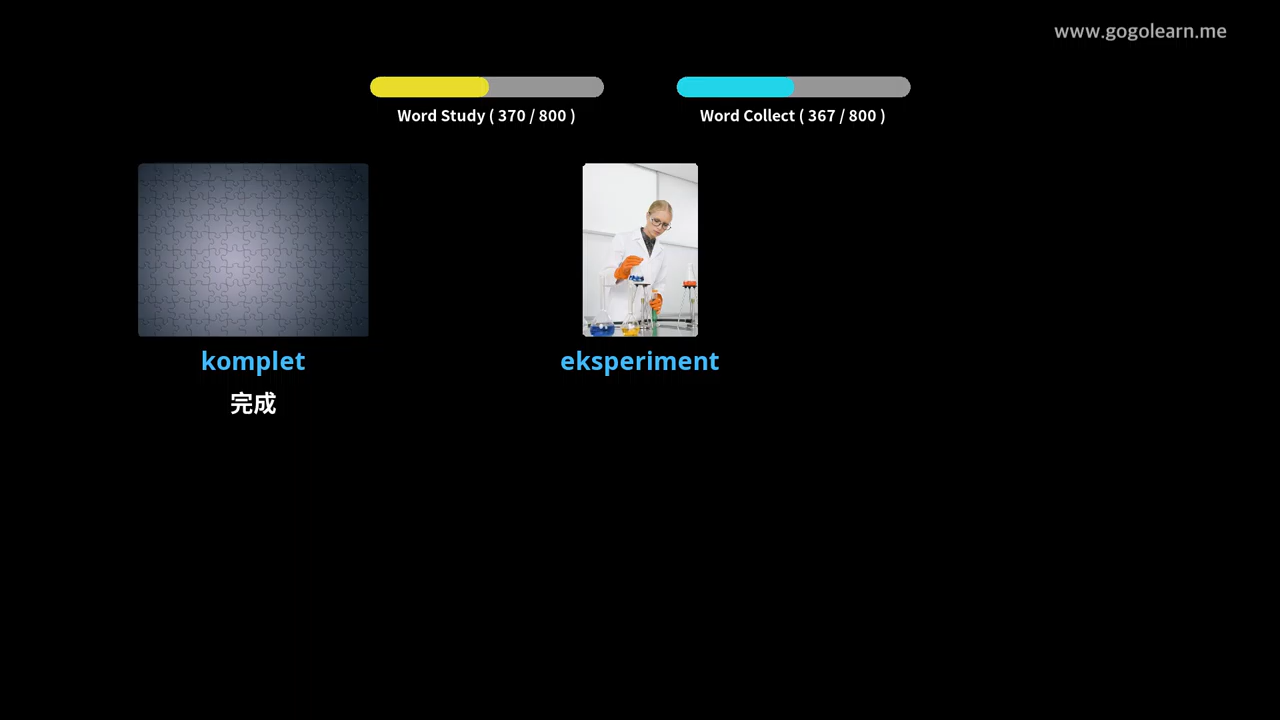 www.gogolearn.me
Word Study ( 370 / 800 )
Word Collect ( 367 / 800 )
komplet
eksperiment
完成